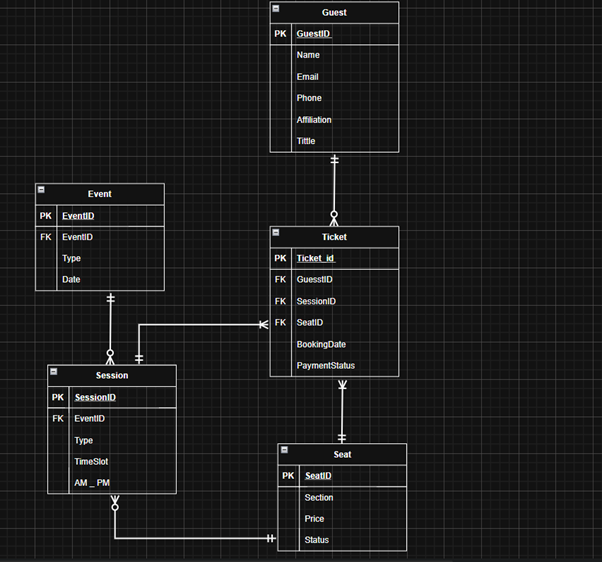 Guest
PK GuestID
Name
Email
Phone
Affiliation
Tittle
Event
PK EventID
FK EventID
Type
Date
Ticket
PK Ticket_id
FK GuesstID
FK SessionID
FK SeatID
BookingDate
PaymentStatus
Session
PK SessionID
FK EventID
Type
TimeSlot
AM _ PM
Seat
PK SeatID
Section
Price
Status